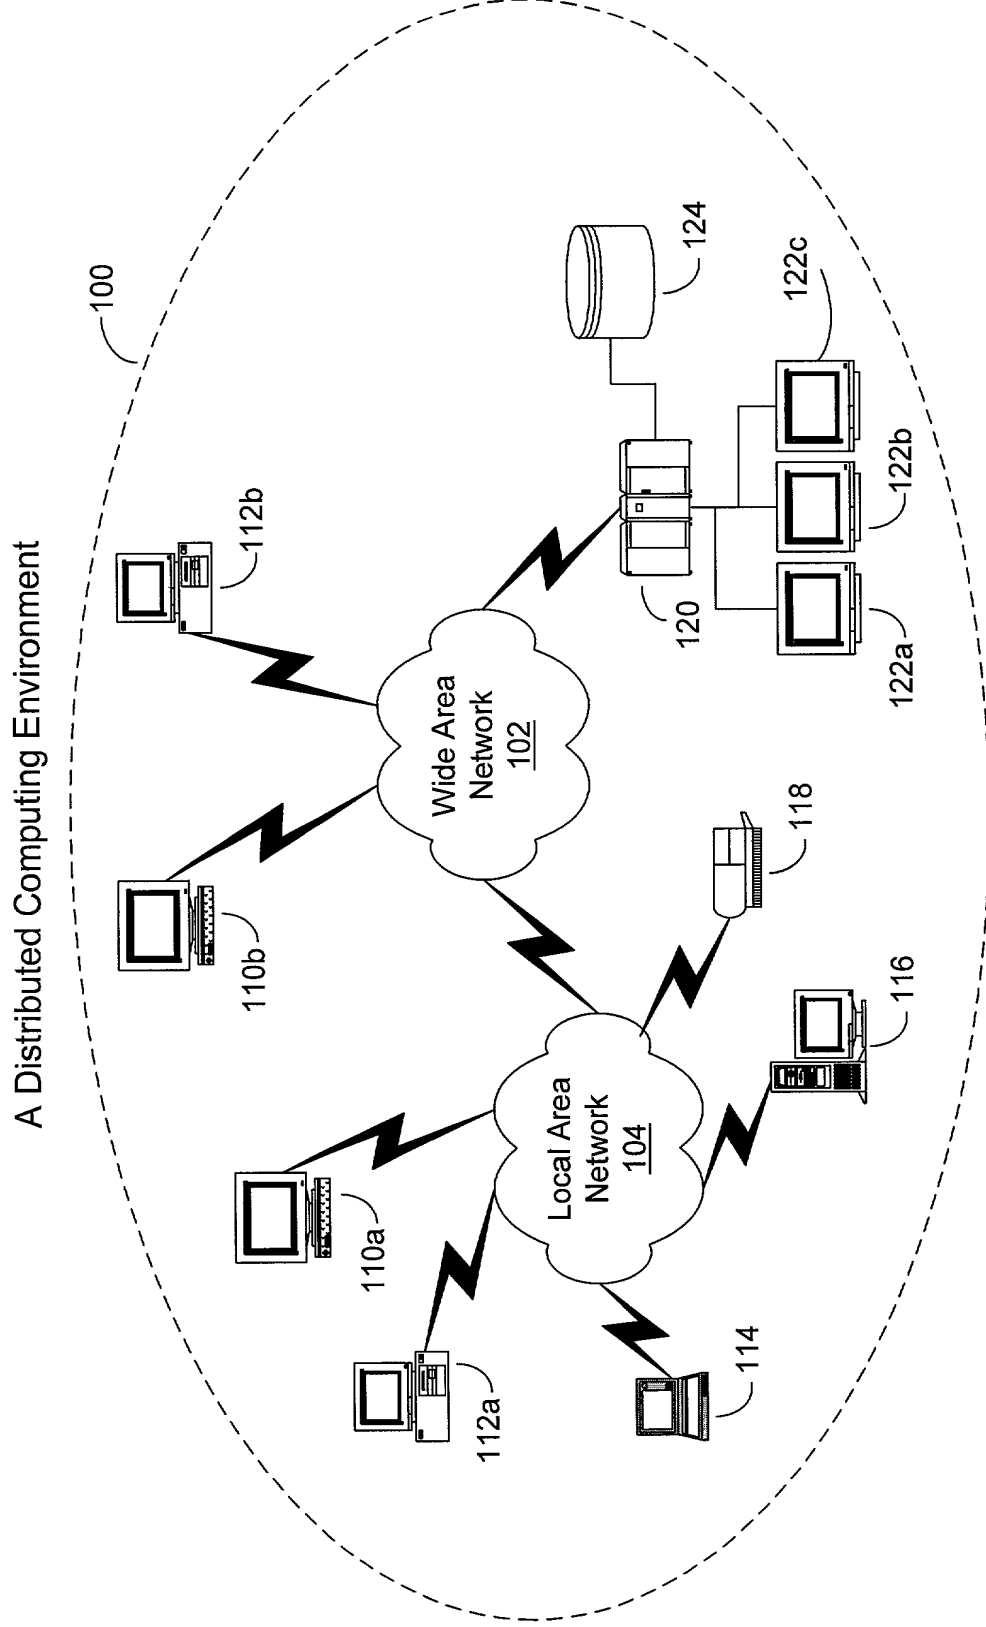 A Distributed Computing Environment
100
112b
110b
110a
112a
124
Wide Area
Network
102
Local Area
Network
104
120
122c
122b
122a
118
116
114